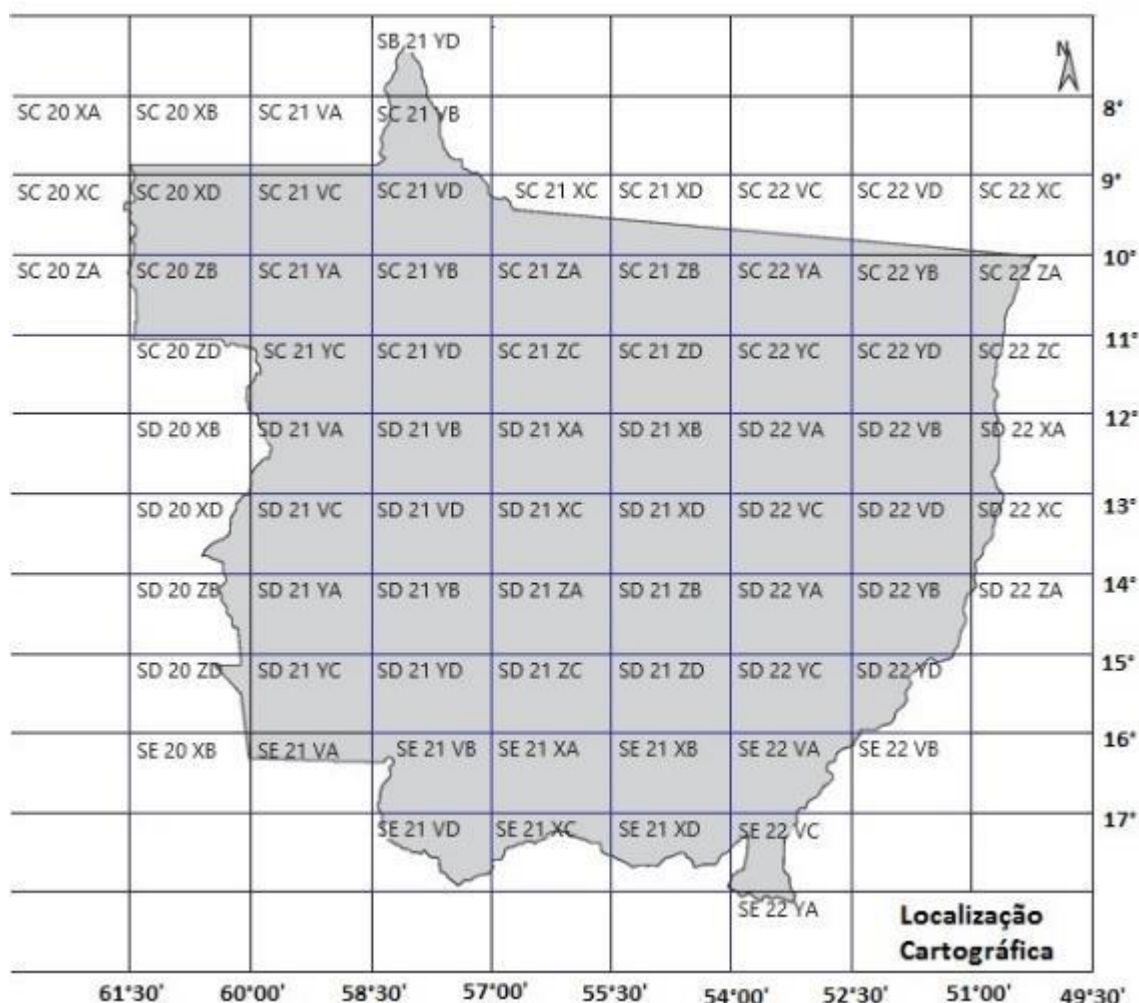 SB 21 YD
N
SC 20 XA SC 20 XB SC 21 VA SC 21 YB 8°
SC 20 XC SC 20 XD SC 21 VC SC 21 VD SC 21 XC SC 21 XD SC 22 VC SC 22 VD SC 22 XC 9°
SC 20 ZA SC 20 ZB SC 21 YA SC 21 YB SC 21 ZA SC 21 ZB SC 22 YA SC 22 YB SC 22 ZA 10°
SC 20 ZD SC 21 YC SC 21 YD SC 21 ZC SC 21 ZD SC 22 YC SC 22 YD SC 22 ZC 11°
SD 20 XB SD 21 VA SD 21 VB SD 21 XA SD 21 XB SD 22 VA SD 22 VB SD 22 XA 12°
SD 20 XD SD 21 VC SD 21 VD SD 21 XC SD 21 XD SD 22 VC SD 22 VD SD 22 XC 13°
SD 20 ZB SD 21 YA SD 21 YB SD 21 ZA SD 21 ZB SD 22 YA SD 22 YB SD 22 ZA 14°
SD 20 ZD SD 21 YC SD 21 YD SD 21 ZC SD 21 ZD SD 22 YC SD 22 YD 15°
SE 20 XB SE 21 VA SE 21 VB SE 21 XA SE 21 XB SE 22 VA SE 22 VB 16°
SE 21 VD SE 21 XC SE 21 XD SE 22 VC 17°
SE 22 YA
Localização
Cartográfica
61°30' 60°00' 58°30' 57°00' 55°30' 54°00' 52°30' 51°00' 49°30'